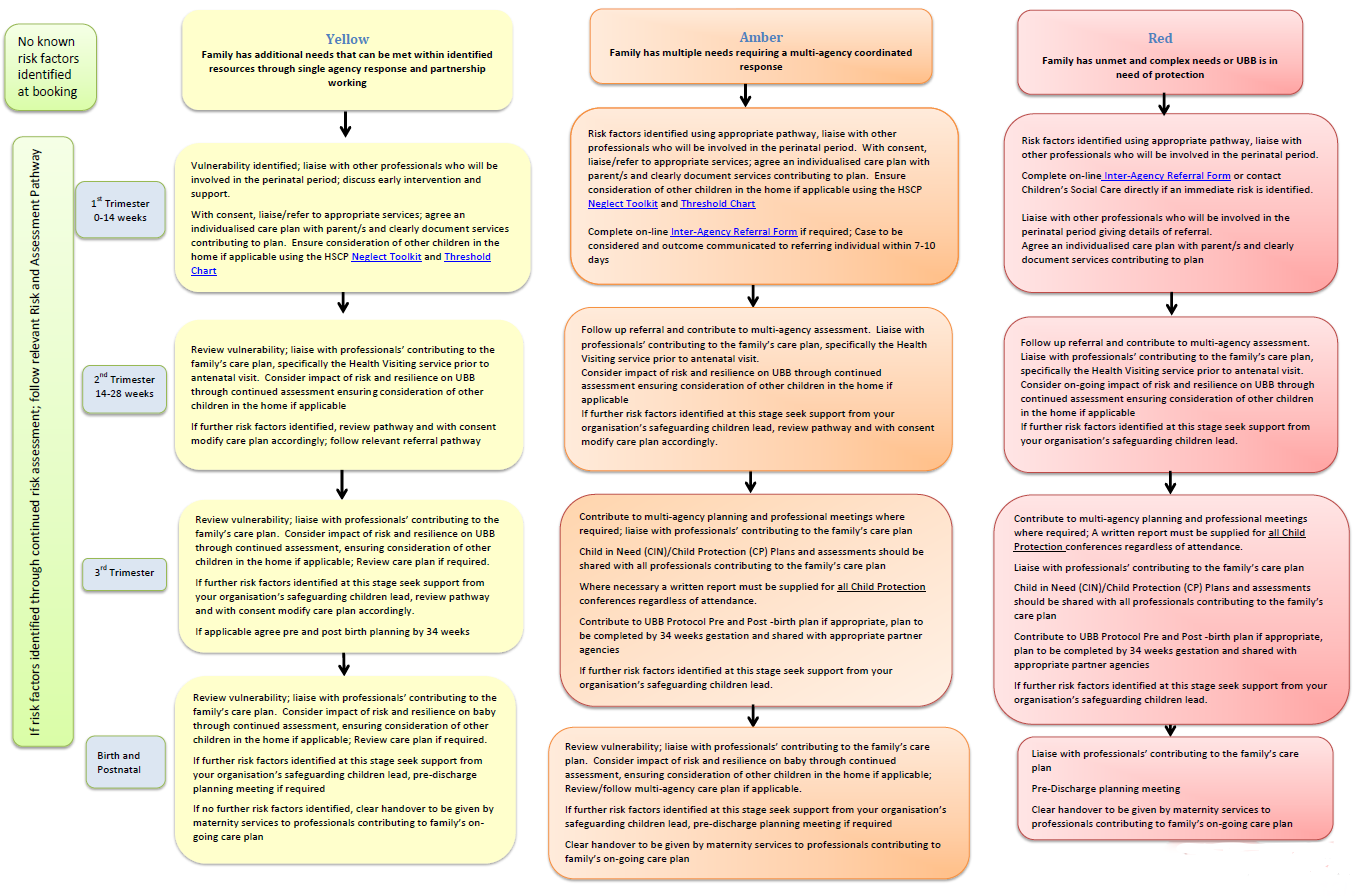 No known
risk factors
identified
at booking
If risk factors identified through continued risk assessment; follow relevant Risk and Assessment Pathway
1st Trimester
0-14 weeks
2nd Trimester
14-28 weeks
3rd Trimester
Birth and
Postnatal
Yellow
Family has additional needs that can be met within identified
resources through single agency response and partnership
working
Vulnerability identified; liaise with other professionals who will be
involved in the perinatal period; discuss early intervention and
support.
With consent, liaise/refer to appropriate services; agree an
individualised care plan with parent/s and clearly document services
contributing to plan. Ensure consideration of other children in the
home if applicable using the HSCP Neglect Toolkit and Threshold
Chart
Review vulnerability; liaise with professionals' contributing to the
family's care plan, specifically the Health Visiting service prior to
antenatal visit. Consider impact of risk and resilience on UBB
through continued assessment ensuring consideration of other
children in the home if applicable
If further risk factors identified, review pathway and with consent
modify care plan accordingly; follow relevant referral pathway
Review vulnerability; liaise with professionals' contributing to the
family's care plan. Consider impact of risk and resilience on UBB
through continued assessment, ensuring consideration of other
children in the home if applicable; Review care plan if required.
If further risk factors identified at this stage seek support from
your organisation's safeguarding children lead, review pathway
and with consent modify care plan accordingly.
If applicable agree pre and post birth planning by 34 weeks
Review vulnerability; liaise with professionals' contributing to the
family's care plan. Consider impact of risk and resilience on baby
through continued assessment, ensuring consideration of other
children in the home if applicable; Review care plan if required.
If further risk factors identified at this stage seek support from
your organisation's safeguarding children lead, pre-discharge
planning meeting if required
If no further risk factors identified, clear handover to be given by
maternity services to professionals contributing to family's on-
going care plan
Amber
Family has multiple needs requiring a multi-agency coordinated
response
Risk factors identified using appropriate pathway, liaise with other
professionals who will be involved in the perinatal period. With consent,
liaise/refer to appropriate services; agree an individualised care plan with
parent/s and clearly document services contributing to plan. Ensure
consideration of other children in the home if applicable using the HSCP
Neglect Toolkit and Threshold Chart
Complete on-line Inter-Agency Referral Form if required; Case to be
considered and outcome communicated to referring individual within 7-10
days
Follow up referral and contribute to multi-agency assessment. Liaise with
professionals' contributing to the family's care plan, specifically the Health
Visiting service prior to antenatal visit.
Consider impact of risk and resilience on UBB through continued
assessment ensuring consideration of other children in the home if
applicable
If further risk factors identified at this stage seek support from your
organisation's safeguarding children lead, review pathway and with consent
modify care plan accordingly.
Contribute to multi-agency planning and professional meetings where
required; liaise with professionals' contributing to the family's care plan
Child in Need (CIN)/Child Protection (CP) Plans and assessments should be
shared with all professionals contributing to the family's care plan
Where necessary a written report must be supplied for all Child Protection
conferences regardless of attendance.
Contribute to UBB Protocol Pre and Post -birth plan if appropriate, plan to
be completed by 34 weeks gestation and shared with appropriate partner
agencies
If further risk factors identified at this stage seek support from your
organisation's safeguarding children lead.
Review vulnerability; liaise with professionals' contributing to the family's care
plan. Consider impact of risk and resilience on baby through continued
assessment, ensuring consideration of other children in the home if applicable;
Review/follow multi-agency care plan if applicable.
If further risk factors identified at this stage seek support from your organisation's
safeguarding children lead, pre-discharge planning meeting if required
Clear handover to be given by maternity services to professionals contributing to
family's on-going care plan
Red
Family has unmet and complex needs or UBB is in
need of protection
Risk factors identified using appropriate pathway, liaise with
other professionals who will be involved in the perinatal period.
Complete on-line Inter-Agency Referral Form or contact
Children's Social Care directly if an immediate risk is identified.
Liaise with other professionals who will be involved in the
perinatal period giving details of referral.
Agree an individualised care plan with parent/s and clearly
document services contributing to plan
Follow up referral and contribute to multi-agency assessment.
Liaise with professionals' contributing to the family's care plan,
specifically the Health Visiting service prior to antenatal visit.
Consider on-going impact of risk and resilience on UBB through
continued assessment ensuring consideration of other children
in the home if applicable
If further risk factors identified at this stage seek support from
your organisation's safeguarding children lead.
Contribute to multi-agency planning and professional meetings
where required; A written report must be supplied for all Child
Protection conferences regardless of attendance.
Liaise with professionals' contributing to the family's care plan
Child in Need (CIN)/Child Protection (CP) Plans and assessments
should be shared with all professionals contributing to the family's
care plan
Contribute to UBB Protocol Pre and Post -birth plan if appropriate,
plan to be completed by 34 weeks gestation and shared with
appropriate partner agencies
If further risk factors identified at this stage seek support from your
organisation's safeguarding children lead.
Liaise with professionals' contributing to the family's care
plan
Pre-Discharge planning meeting
Clear handover to be given by maternity services to
professionals contributing to family's on-going care plan